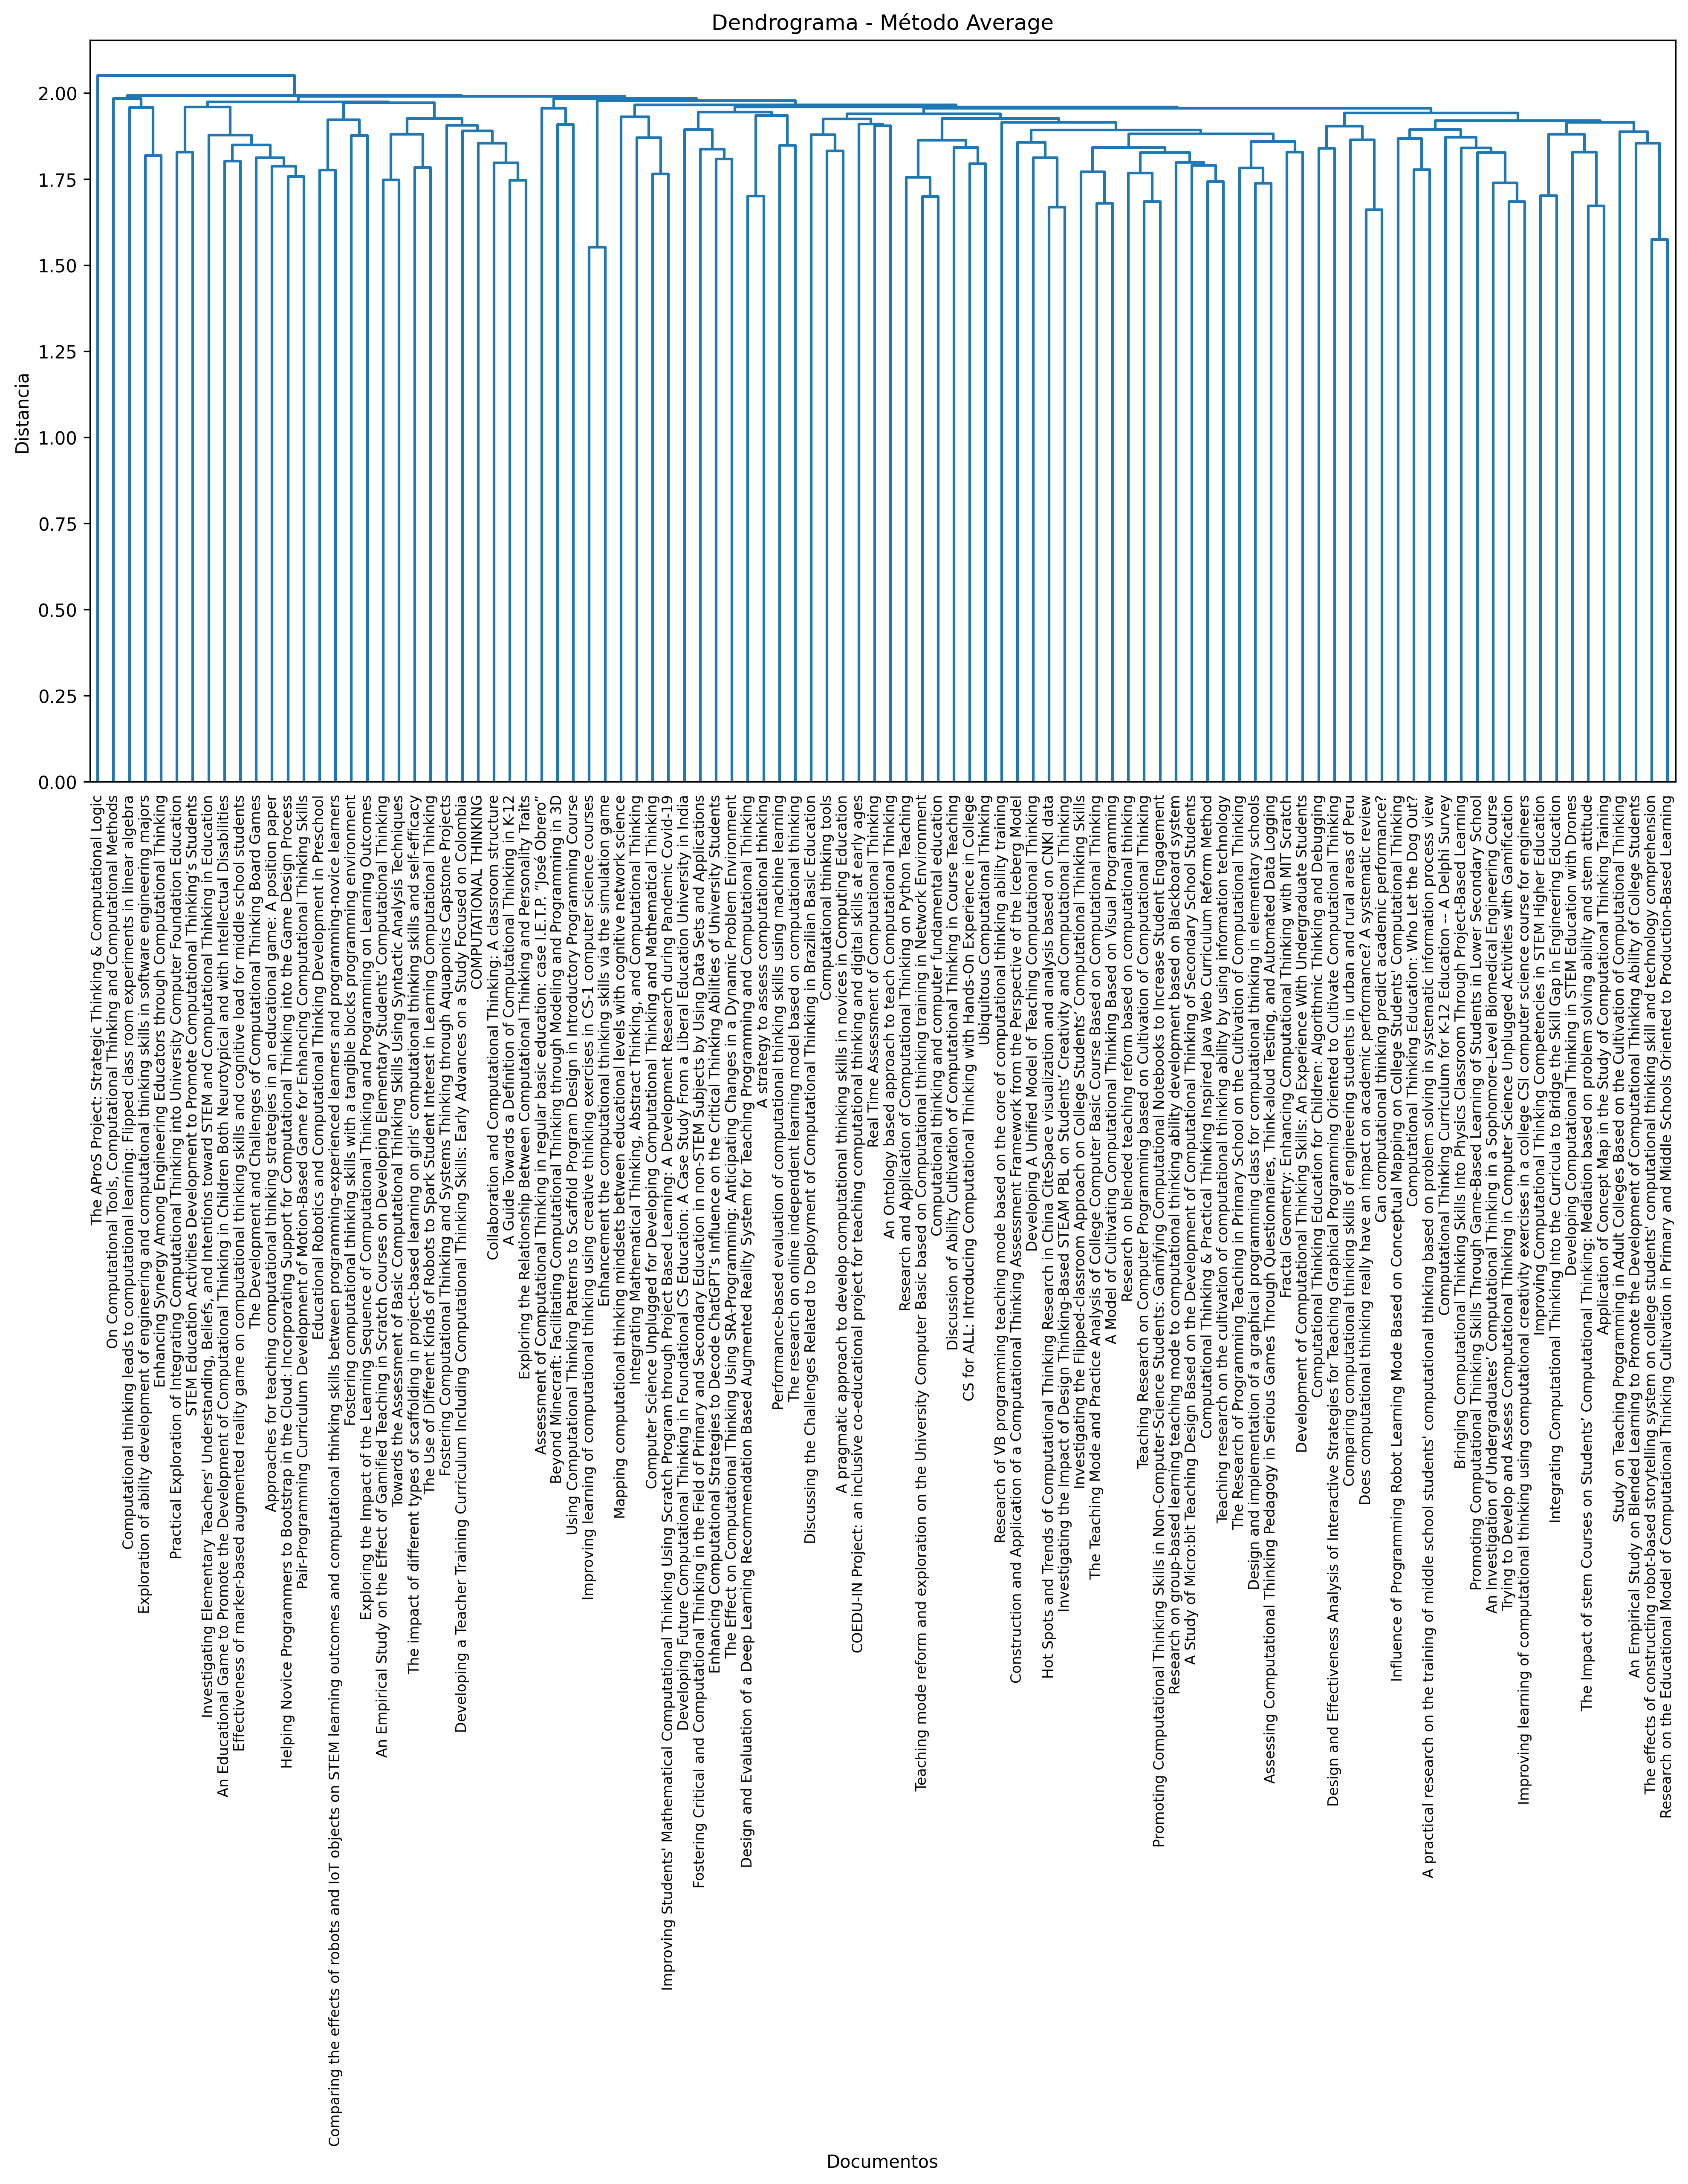 Dendrograma - Método Average
Distancia
2.00
1.75
1.50
1.25
1.00
0.75
0.50
0.25
0.00
The AProS Project: Strategic Thinking & Computational Logic
On Computational Tools, Computational Thinking and Computational Methods
Computational thinking leads to computational learning: Flipped class room experiments in linear algebra
Exploration of ability development of engineering and computational thinking skills in software engineering majors
Enhancing Synergy Among Engineering Educators through Computational Thinking
Practical Exploration of Integrating Computational Thinking into University Computer Foundation Education
STEM Education Activities Development to Promote Computational Thinking's Students
Investigating Elementary Teachers' Understanding, Beliefs, and Intentions toward STEM and Computational Thinking in Education
An Educational Game to Promote the Development of Computational Thinking in Children Both Neurotypical and with Intellectual Disabilities
Effectiveness of marker-based augmented reality game on computational thinking skills and cognitive load for middle school students
The Development and Challenges of Computational Thinking Board Games
Approaches for teaching computational thinking strategies in an educational game: A position paper
Helping Novice Programmers to Bootstrap in the Cloud: Incorporating Support for Computational Thinking into the Game Design Process
Pair-Programming Curriculum Development of Motion-Based Game for Enhancing Computational Thinking Skills
Educational Robotics and Computational Thinking Development in Preschool
Comparing the effects of robots and IoT objects on STEM learning outcomes and computational thinking skills between programming-experienced learners and programming-novice learners
Fostering computational thinking skills with a tangible blocks programming environment
Exploring the Impact of the Learning Sequence of Computational Thinking and Programming on Learning Outcomes
An Empirical Study on the Effect of Gamified Teaching in Scratch Courses on Developing Elementary Students' Computational Thinking
Towards the Assessment of Basic Computational Thinking Skills Using Syntactic Analysis Techniques
The impact of different types of scaffolding in project-based learning on girls' computational thinking skills and self-efficacy
The Use of Different Kinds of Robots to Spark Student Interest in Learning Computational Thinking
Fostering Computational Thinking and Systems Thinking through Aquaponics Capstone Projects
Developing a Teacher Training Curriculum Including Computational Thinking Skills: Early Advances on a Study Focused on Colombia
COMPUTATIONAL THINKING
Collaboration and Computational Thinking: A classroom structure
A Guide Towards a Definition of Computational Thinking in K-12
Exploring the Relationship Between Computational Thinking and Personality Traits
Assessment of Computational Thinking in regular basic education: case I.E.T.P. “José Obrero”
Beyond Minecraft: Facilitating Computational Thinking through Modeling and Programming in 3D
Using Computational Thinking Patterns to Scaffold Program Design in Introductory Programming Course
Improving learning of computational thinking using creative thinking exercises in CS-1 computer science courses
Enhancement the computational thinking skills via the simulation game
Mapping computational thinking mindsets between educational levels with cognitive network science
Integrating Mathematical Thinking, Abstract Thinking, and Computational Thinking
Computer Science Unplugged for Developing Computational Thinking and Mathematical Thinking
Improving Students' Mathematical Computational Thinking Using Scratch Program through Project Based Learning: A Development Research during Pandemic Covid-19
Developing Future Computational Thinking in Foundational CS Education: A Case Study From a Liberal Education University in India
Fostering Critical and Computational Thinking in the Field of Primary and Secondary Education in non-STEM Subjects by Using Data Sets and Applications
Enhancing Computational Strategies to Decode ChatGPT's Influence on the Critical Thinking Abilities of University Students
The Effect on Computational Thinking Using SRA-Programming: Anticipating Changes in a Dynamic Problem Environment
Design and Evaluation of a Deep Learning Recommendation Based Augmented Reality System for Teaching Programming and Computational Thinking
A strategy to assess computational thinking
Performance-based evaluation of computational thinking skills using machine learning
The research on online independent learning model based on computational thinking
Discussing the Challenges Related to Deployment of Computational Thinking in Brazilian Basic Education
Computational thinking tools
A pragmatic approach to develop computational thinking skills in novices in Computing Education
COEDU-IN Project: an inclusive co-educational project for teaching computational thinking and digital skills at early ages
Real Time Assessment of Computational Thinking
An Ontology based approach to teach Computational Thinking
Research and Application of Computational Thinking on Python Teaching
Teaching mode reform and exploration on the University Computer Basic based on Computational thinking training in Network Environment
Computational thinking and computer fundamental education
Discussion of Ability Cultivation of Computational Thinking in Course Teaching
CS for ALL: Introducing Computational Thinking with Hands-On Experience in College
Ubiquitous Computational Thinking
Research of VB programming teaching mode based on the core of computational thinking ability training
Construction and Application of a Computational Thinking Assessment Framework from the Perspective of the Iceberg Model
Developing A Unified Model of Teaching Computational Thinking
Hot Spots and Trends of Computational Thinking Research in China CiteSpace visualization and analysis based on CNKI data
Investigating the Impact of Design Thinking-Based STEAM PBL on Students' Creativity and Computational Thinking
Investigating the Flipped-classroom Approach on College Students' Computational Thinking Skills
The Teaching Mode and Practice Analysis of College Computer Basic Course Based on Computational Thinking
A Model of Cultivating Computational Thinking Based on Visual Programming
Research on blended teaching reform based on computational thinking
Teaching Research on Computer Programming based on Cultivation of Computational Thinking
Promoting Computational Thinking Skills in Non-Computer-Science Students: Gamifying Computational Notebooks to Increase Student Engagement
Research on group-based learning teaching mode to computational thinking ability development based on Blackboard system
A Study of Micro:bit Teaching Design Based on the Development of Computational Thinking of Secondary School Students
Computational Thinking & Practical Thinking Inspired Java Web Curriculum Reform Method
Teaching research on the cultivation of computational thinking ability by using information technology
The Research of Programming Teaching in Primary School on the Cultivation of Computational Thinking
Design and implementation of a graphical programming class for computational thinking in elementary schools
Assessing Computational Thinking Pedagogy in Serious Games Through Questionnaires, Think-aloud Testing, and Automated Data Logging
Fractal Geometry: Enhancing Computational Thinking with MIT Scratch
Development of Computational Thinking Skills: An Experience With Undergraduate Students
Computational Thinking Education for Children: Algorithmic Thinking and Debugging
Design and Effectiveness Analysis of Interactive Strategies for Teaching Graphical Programming Oriented to Cultivate Computational Thinking
Comparing computational thinking skills of engineering students in urban and rural areas of Peru
Does computational thinking really have an impact on academic performance? A systematic review
Can computational thinking predict academic performance?
Influence of Programming Robot Learning Mode Based on Conceptual Mapping on College Students' Computational Thinking
Computational Thinking Education: Who Let the Dog Out?
A practical research on the training of middle school students' computational thinking based on problem solving in systematic information process view
Computational Thinking Curriculum for K-12 Education -- A Delphi Survey
Bringing Computational Thinking Skills Into Physics Classroom Through Project-Based Learning
Promoting Computational Thinking Skills Through Game-Based Learning of Students in Lower Secondary School
An Investigation of Undergraduates' Computational Thinking in a Sophomore-Level Biomedical Engineering Course
Trying to Develop and Assess Computational Thinking in Computer Science Unplugged Activities with Gamification
Improving learning of computational thinking using computational creativity exercises in a college CSI computer science course for engineers
Improving Computational Thinking Competencies in STEM Higher Education
Integrating Computational Thinking Into the Curricula to Bridge the Skill Gap in Engineering Education
Developing Computational Thinking in STEM Education with Drones
The Impact of stem Courses on Students' Computational Thinking: Mediation based on problem solving ability and stem attitude
Application of Concept Map in the Study of Computational Thinking Training
Study on Teaching Programming in Adult Colleges Based on the Cultivation of Computational Thinking
An Empirical Study on Blended Learning to Promote the Development of Computational Thinking Ability of College Students
The effects of constructing robot-based storytelling system on college students' computational thinking skill and technology comprehension
Research on the Educational Model of Computational Thinking Cultivation in Primary and Middle Schools Oriented to Production-Based Learning
Documentos